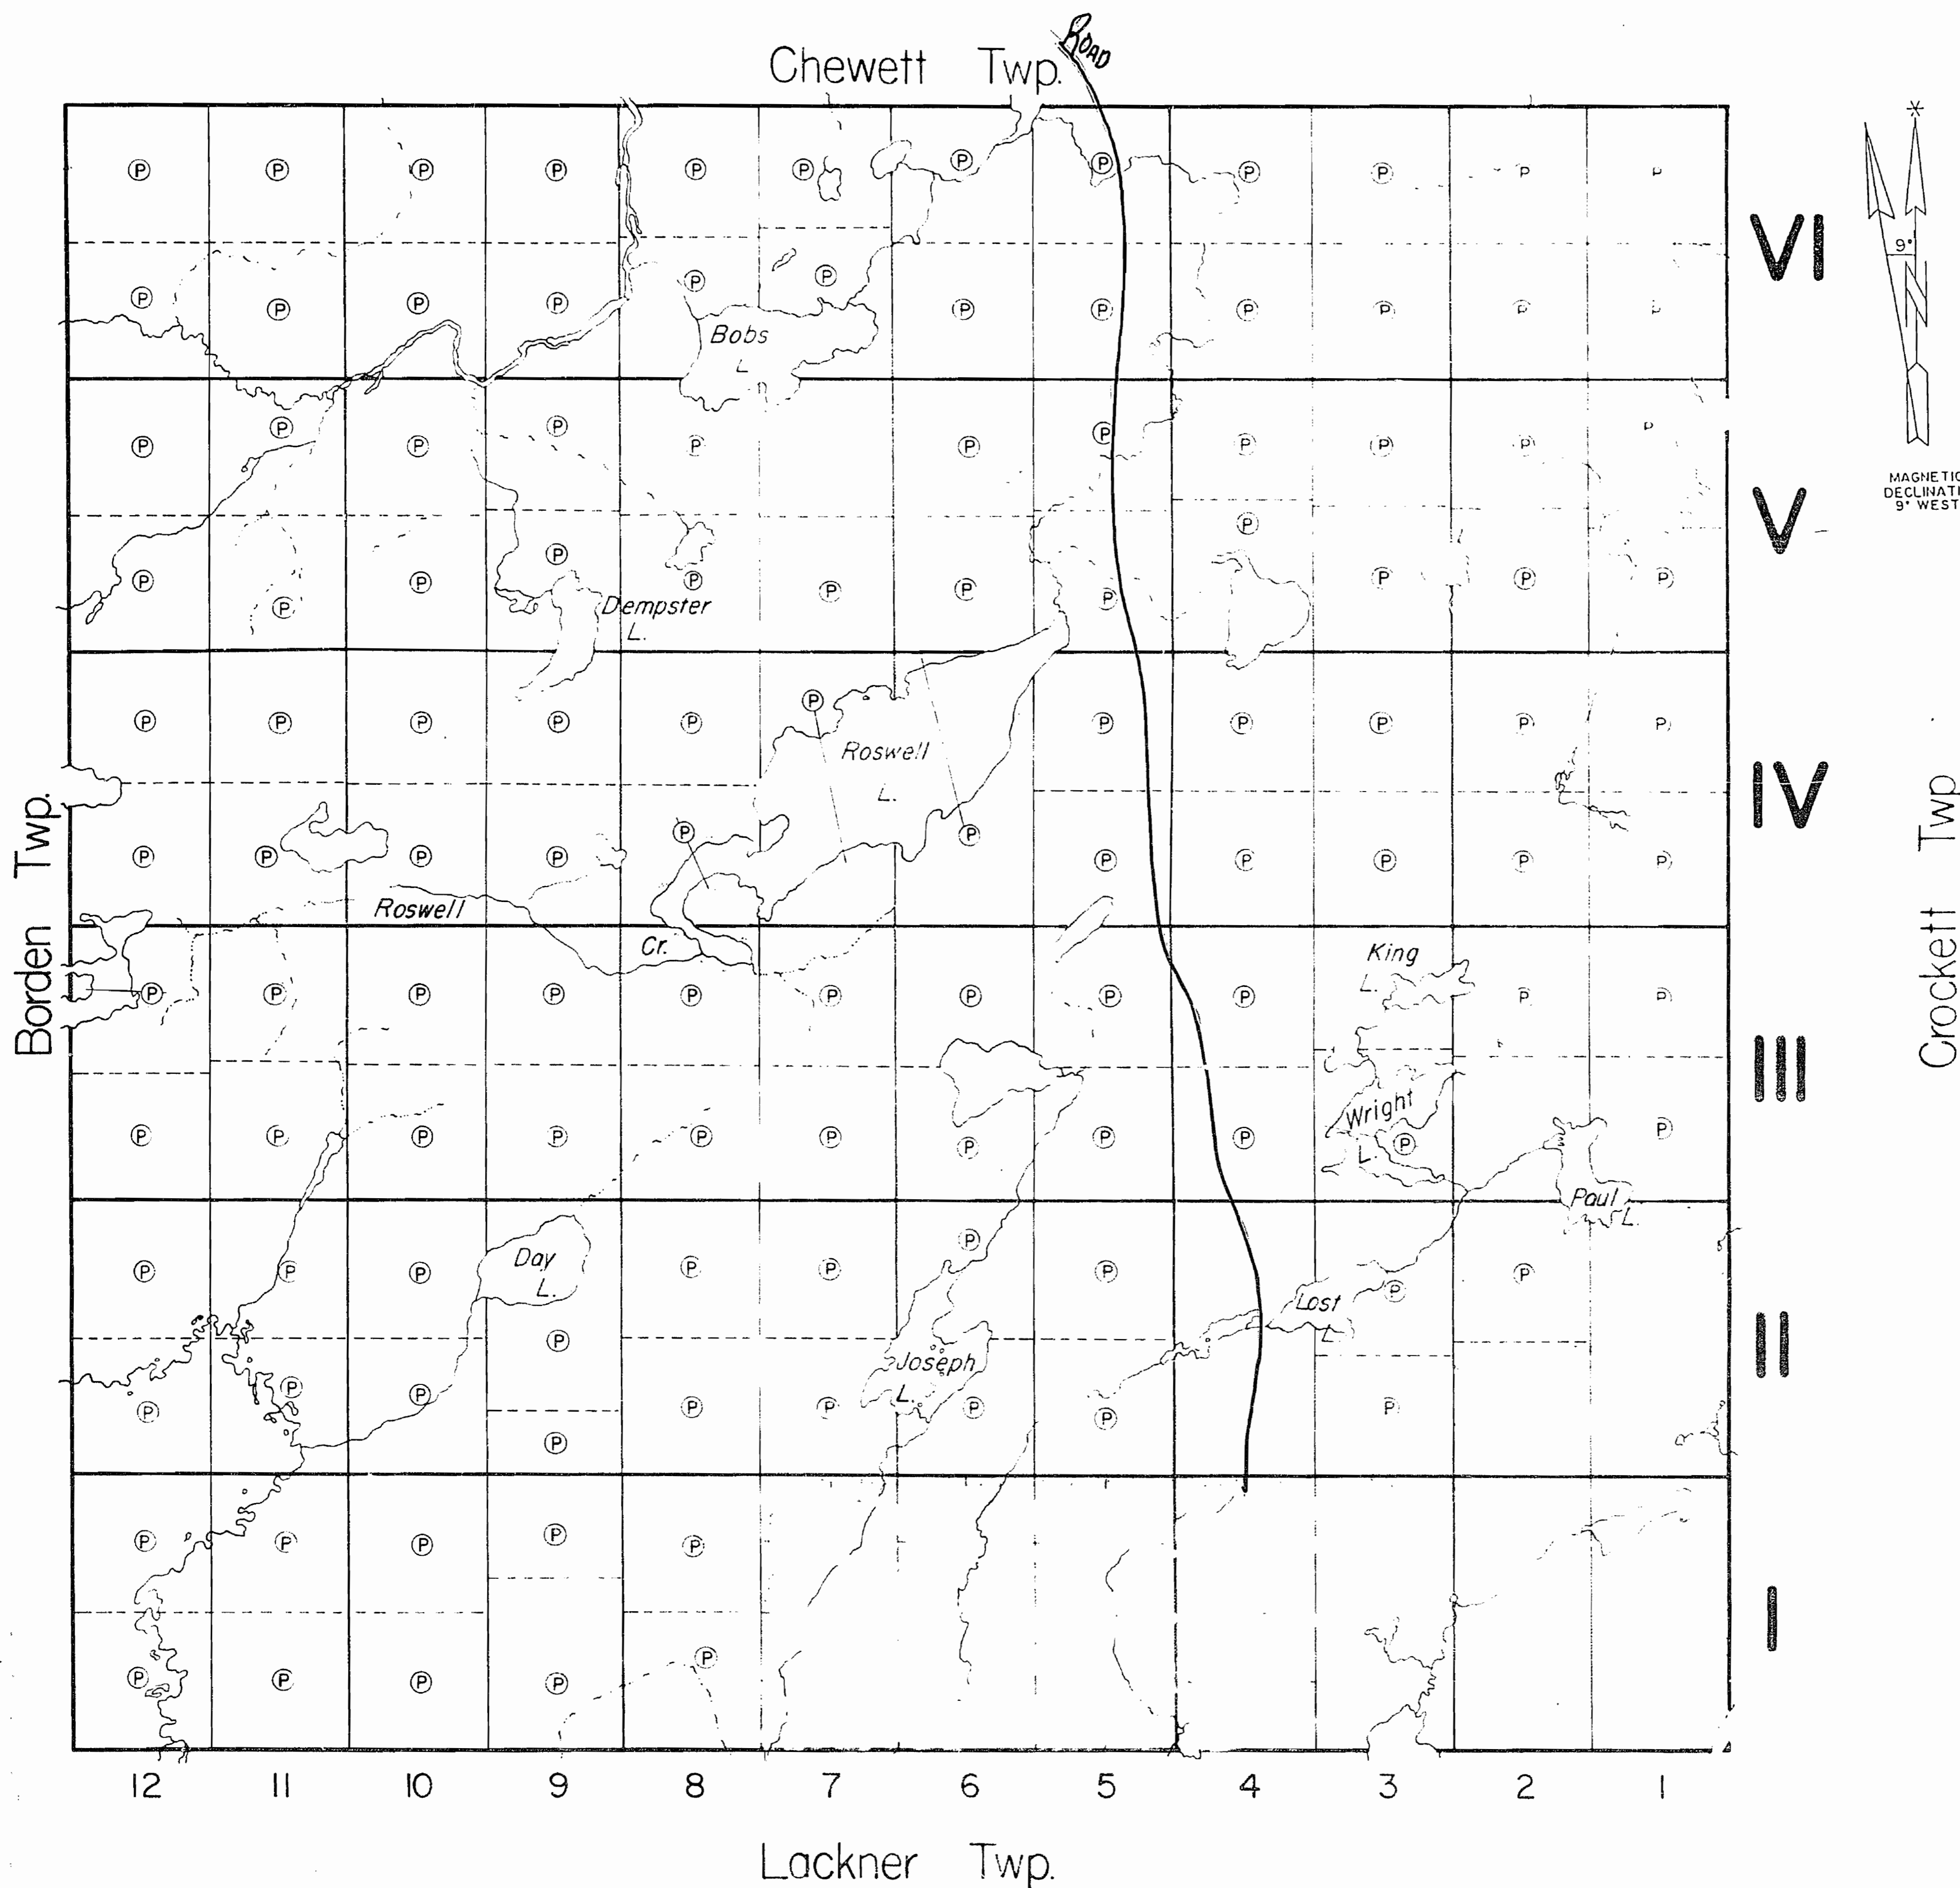 ROAD
Chewett Twp.
P P P P P P P P P P P P
VI
9°
P P P P P P P P P P P P
Bobs
L.
P P P P P P P P P P P
MAGNETIC
DECLINATI
9° WEST
V
P
P P P P P P P P P P P
Dempster
L.
P P P P P P P P P P P
Roswell
L.
IV
Borden Twp.
Crockett Twp
P P P P P P P P P P P
Roswell
Cr.
King
L.
P P P P P P P P P P P
III
Wright
L.
P P P P P P P P P P P
Paul
L.
P P P P P P P P P
Day
L.
Lost
L.
II
P
Joseph
L.
P P P P P P P P
P
P P P P P
I
P P P P P
12 11 10 9 8 7 6 5 4 3 2 1
Lackner Twp.